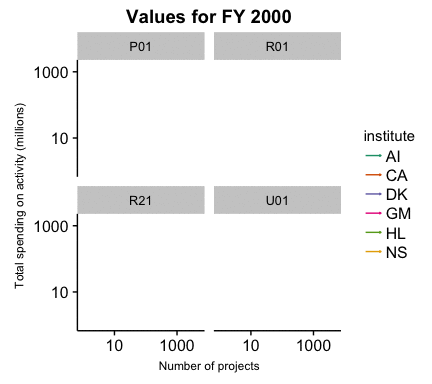 Values for FY 2000
P01
R01
1000
10
R21
U01
1000
10
10
1000
10
1000
Number of projects
Total spending on activity (millions)
institute
AI
CA
DK
GM
HL
NS